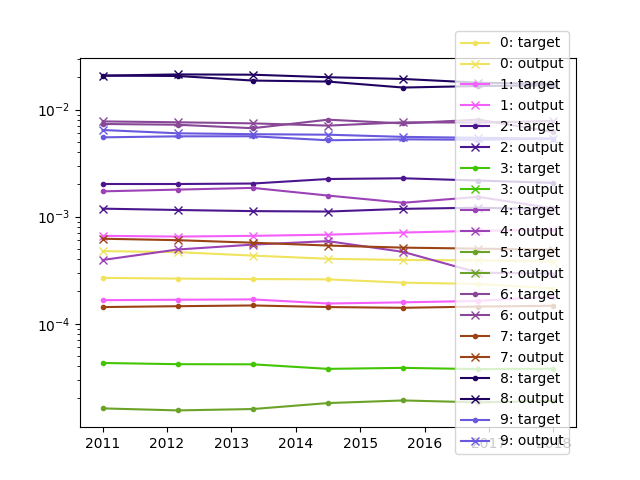 10⁻²
10⁻³
10⁻⁴
2011 2012 2013 2014 2015 2016 2017 2018
0: target
0: output
1: target
1: output
2: target
2: output
3: target
3: output
4: target
4: output
5: target
5: output
6: target
6: output
7: target
7: output
8: target
8: output
9: target
9: output